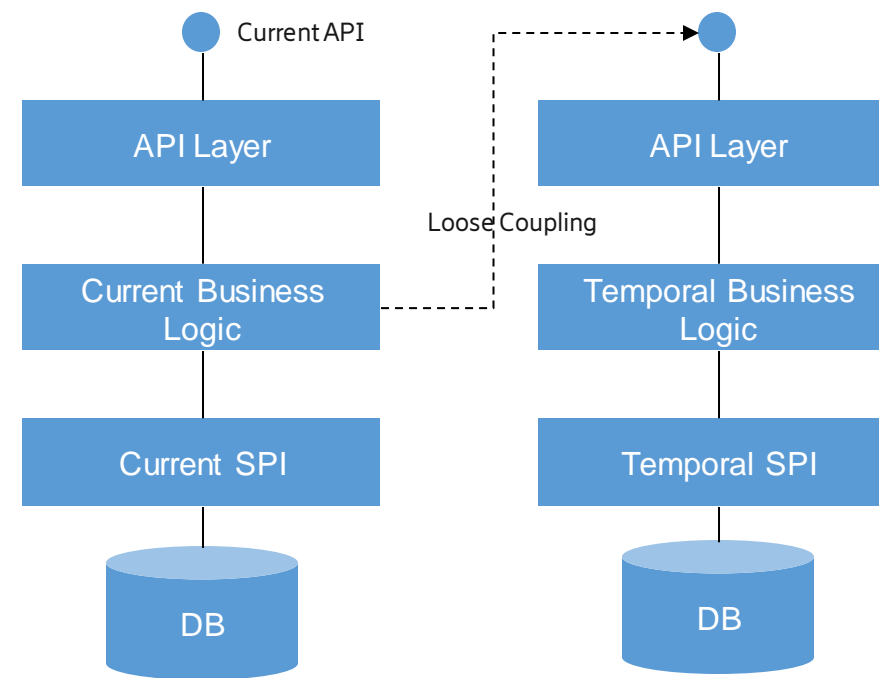 Current API
API Layer
API Layer
Loose Coupling
Current Business
Logic
Temporal Business
Logic
Current SPI
Temporal SPI
DB
DB